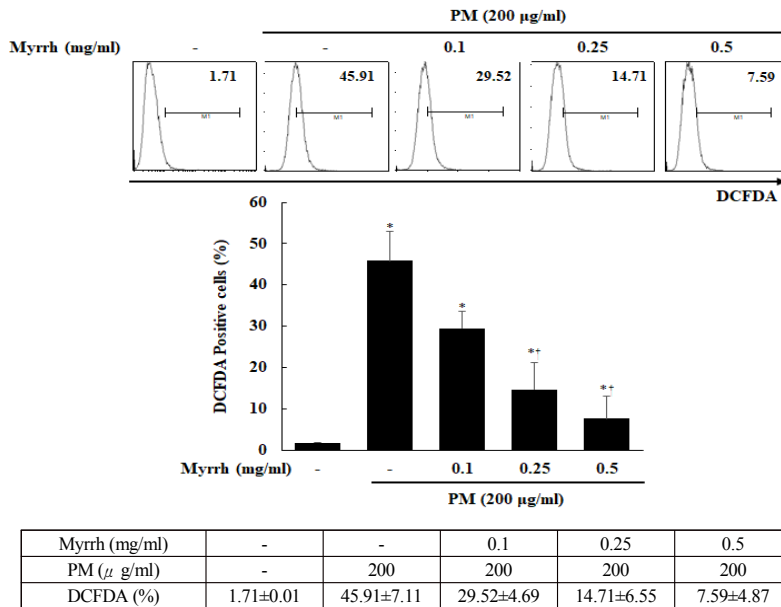 PM (200 μg/ml)
Myrrh (mg/ml) - - 0.1 0.25 0.5
1.71 45.91 29.52 14.71 7.59
M1 M1 M1 M1 M1
DCFDA
60
50
40
30
20
10
0
DCFDA Positive cells (%)
* * *† *†
Myrrh (mg/ml) - - 0.1 0.25 0.5
PM (200 μg/ml)
Myrrh (mg/ml) - - 0.1 0.25 0.5
PM (μ g/ml) - 200 200 200 200
DCFDA (%) 1.71±0.01 45.91±7.11 29.52±4.69 14.71±6.55 7.59±4.87